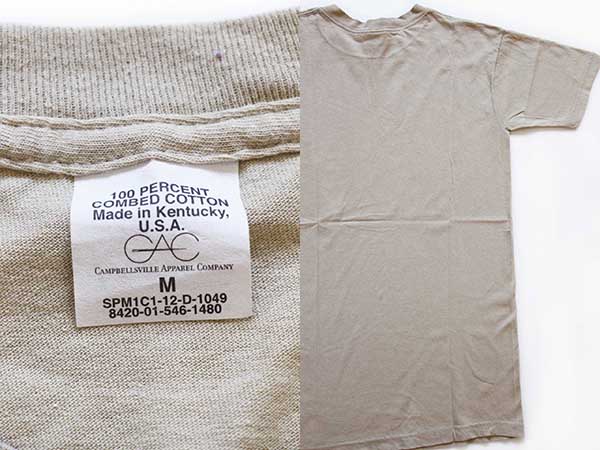 100 PERCENT
COMBED COTTON
Made in Kentucky,
U.S.A.
CAC
CAMPBELLSVILLE APPAREL COMPANY
M
SPM1C1-12-D-1049
8420-01-546-1480